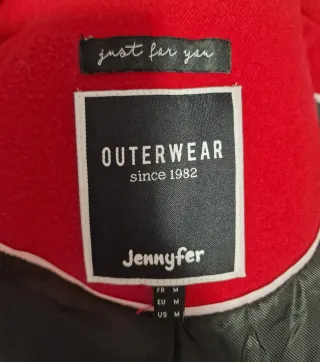 just for you
OUTERWEAR
since 1982
Jennyfer
FR M
EU M
US M